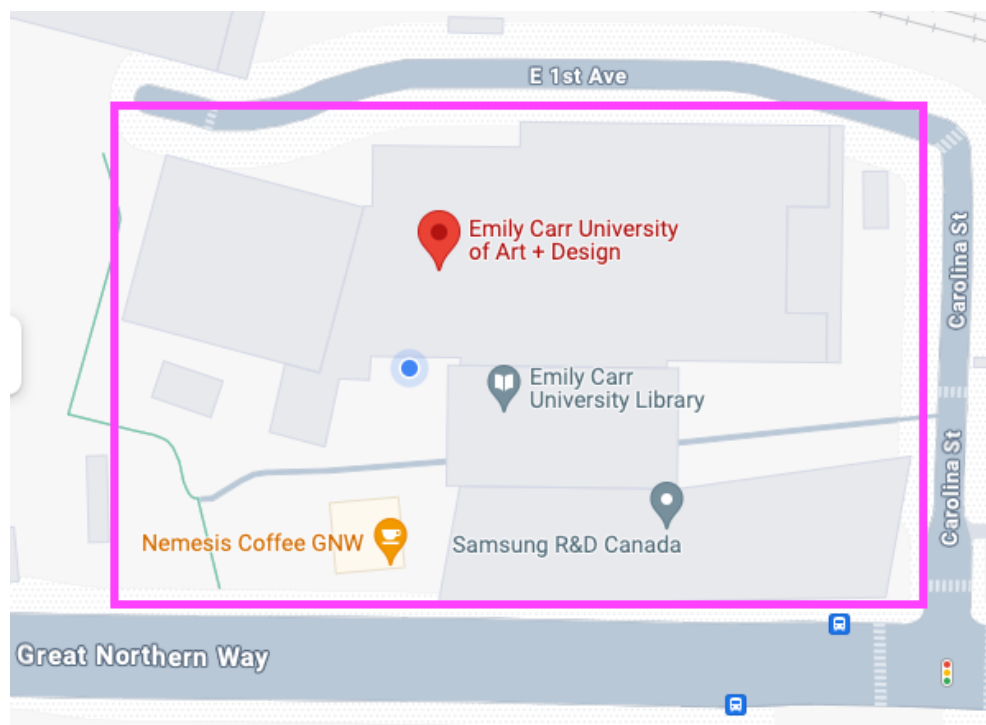 E 1st Ave
Emily Carr University
of Art + Design
Carolina St
Emily Carr
University Library
Carolina St
Nemesis Coffee GNW
Samsung R&D Canada
Great Northern Way